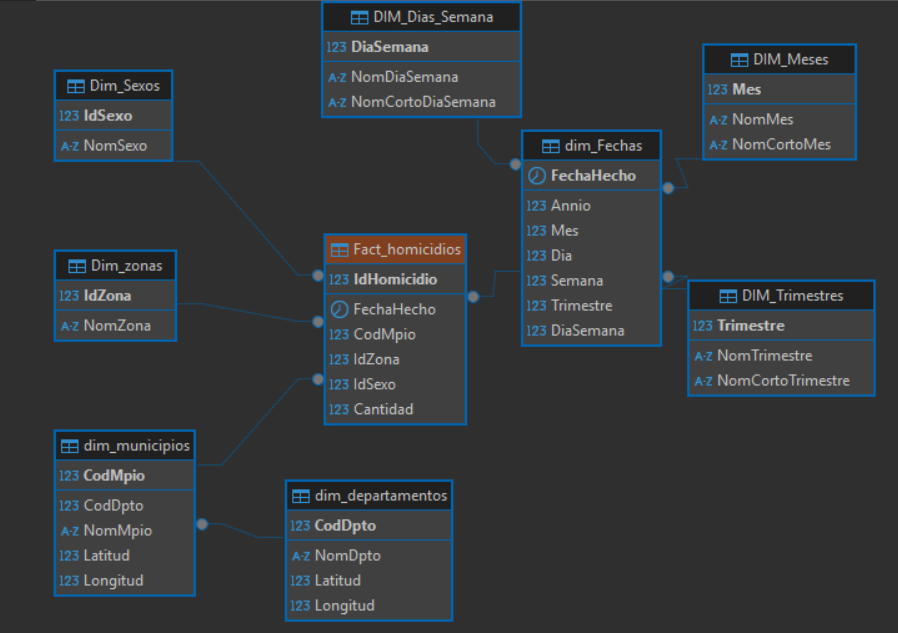 DIM_Dias_Semana
123 DiaSemana
A-Z NomDiaSemana
A-Z NomCortoDiaSemana
DIM_Meses
123 Mes
A-Z NomMes
A-Z NomCortoMes
Dim_Sexos
123 IdSexo
A-Z NomSexo
dim_Fechas
FechaHecho
123 Annio
123 Mes
123 Dia
123 Semana
123 Trimestre
123 DiaSemana
Fact_homicidios
123 IdHomicidio
FechaHecho
123 CodMpio
123 IdZona
123 IdSexo
123 Cantidad
Dim_zonas
123 IdZona
A-Z NomZona
DIM_Trimestres
123 Trimestre
A-Z NomTrimestre
A-Z NomCortoTrimestre
dim_municipios
123 CodMpio
123 CodDpto
A-Z NomMpio
123 Latitud
123 Longitud
dim_departamentos
123 CodDpto
A-Z NomDpto
123 Latitud
123 Longitud